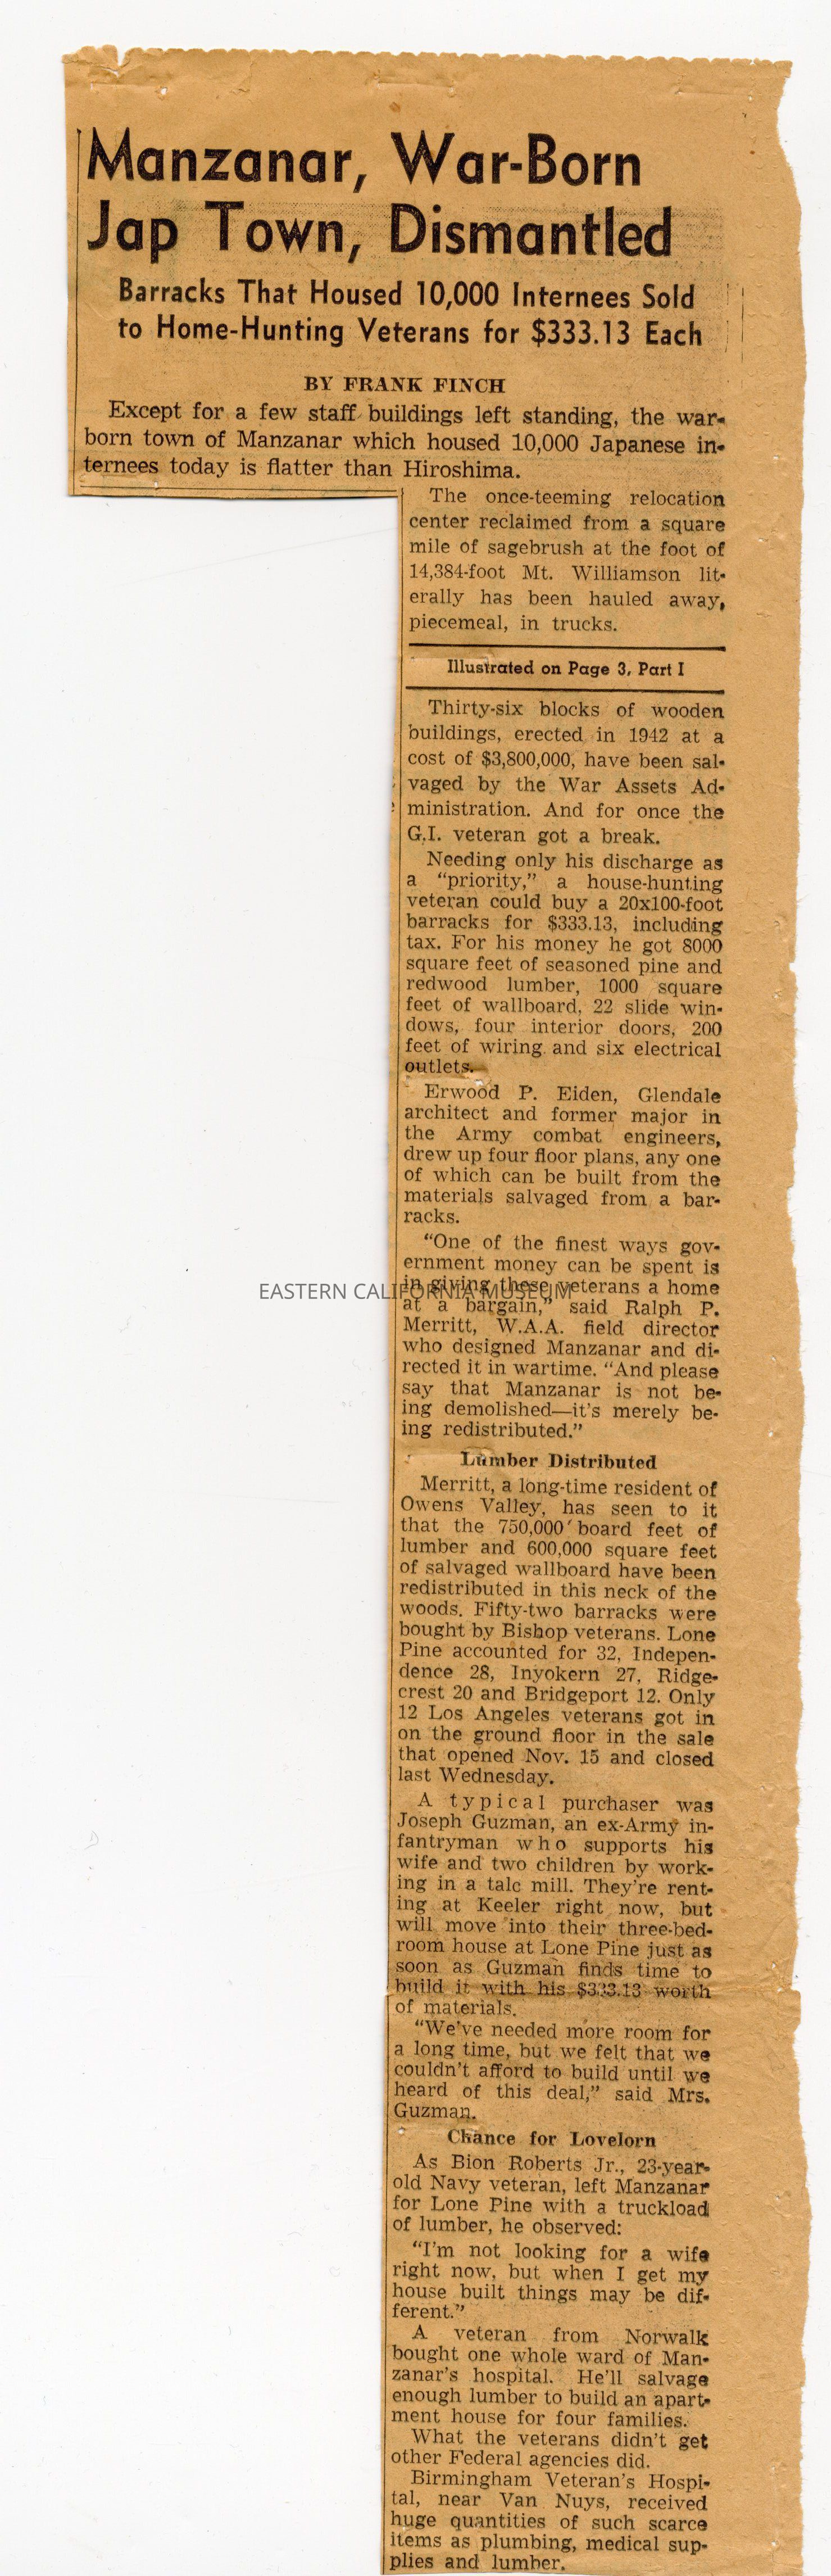 Manzanar, War-Born
Jap Town, Dismantled
Barracks That Housed 10,000 Internees Sold
to Home-Hunting Veterans for $333.13 Each
BY FRANK FINCH
Except for a few staff buildings left standing, the war-
born town of Manzanar which housed 10,000 Japanese in-
ternees today is flatter than Hiroshima.
The once-teeming relocation
center reclaimed from a square
mile of sagebrush at the foot of
14,384-foot Mt. Williamson lit-
erally has been hauled away,
piecemeal, in trucks.
Illustrated on Page 3, Part I
Thirty-six blocks of wooden
buildings, erected in 1942 at a
cost of $3,800,000, have been sal-
vaged by the War Assets Ad-
ministration. And for once the
G.I. veteran got a break.
Needing only his discharge as
a “priority,” a house-hunting
veteran could buy a 20x100-foot
barracks for $333.13, including
tax. For his money he got 8000
square feet of seasoned pine and
redwood lumber, 1000 square
feet of wallboard, 22 slide win-
dows, four interior doors, 200
feet of wiring and six electrical
outlets.
Erwood P. Eiden, Glendale
architect and former major in
the Army combat engineers,
drew up four floor plans, any one
of which can be built from the
materials salvaged from a bar-
racks.
“One of the finest ways gov-
ernment money can be spent is
in giving these veterans a home
EASTERN CALIFORNIA MUSEUM
at a bargain,” said Ralph P.
Merritt, W.A.A. field director
who designed Manzanar and di-
rected it in wartime. “And please
say that Manzanar is not be-
ing demolished—it's merely be-
ing redistributed.”
Lumber Distributed
Merritt, a long-time resident of
Owens Valley, has seen to it
that the 750,000 board feet of
lumber and 600,000 square feet
of salvaged wallboard have been
redistributed in this neck of the
woods. Fifty-two barracks were
bought by Bishop veterans. Lone
Pine accounted for 32, Indepen-
dence 28, Inyokern 27, Ridge-
crest 20 and Bridgeport 12. Only
12 Los Angeles veterans got in
on the ground floor in the sale
that opened Nov. 15 and closed
last Wednesday.
A typical purchaser was
Joseph Guzman, an ex-Army in-
fantryman who supports his
wife and two children by work-
ing in a talc mill. They're rent-
ing at Keeler right now, but
will move into their three-bed-
room house at Lone Pine just as
soon as Guzman finds time to
build it with his $333.13 worth
of materials.
“We've needed more room for
a long time, but we felt that we
couldn't afford to build until we
heard of this deal,” said Mrs.
Guzman.
Chance for Lovelorn
As Bion Roberts Jr., 23-year-
old Navy veteran, left Manzanar
for Lone Pine with a truckload
of lumber, he observed:
“I'm not looking for a wife
right now, but when I get my
house built things may be dif-
ferent.”
A veteran from Norwalk
bought one whole ward of Man-
zanar's hospital. He'll salvage
enough lumber to build an apart-
ment house for four families.
What the veterans didn't get
other Federal agencies did.
Birmingham Veteran's Hospi-
tal, near Van Nuys, received
huge quantities of such scarce
items as plumbing, medical sup-
plies and lumber.